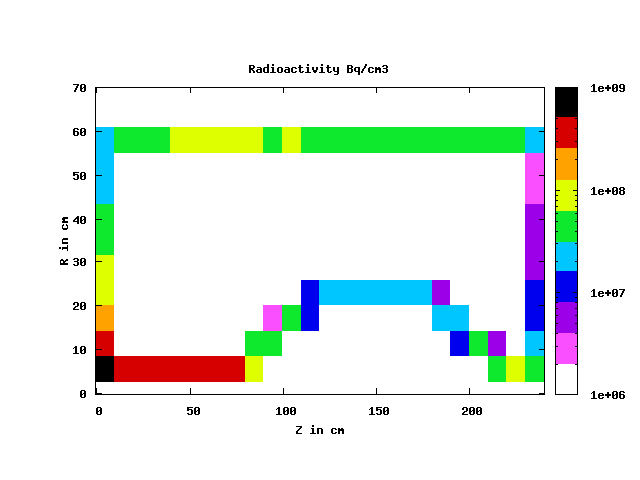 Radioactivity Bq/cm3
70
60
50
40
30
20
10
0
R in cm
0 50 100 150 200
Z in cm
1e+09
1e+08
1e+07
1e+06